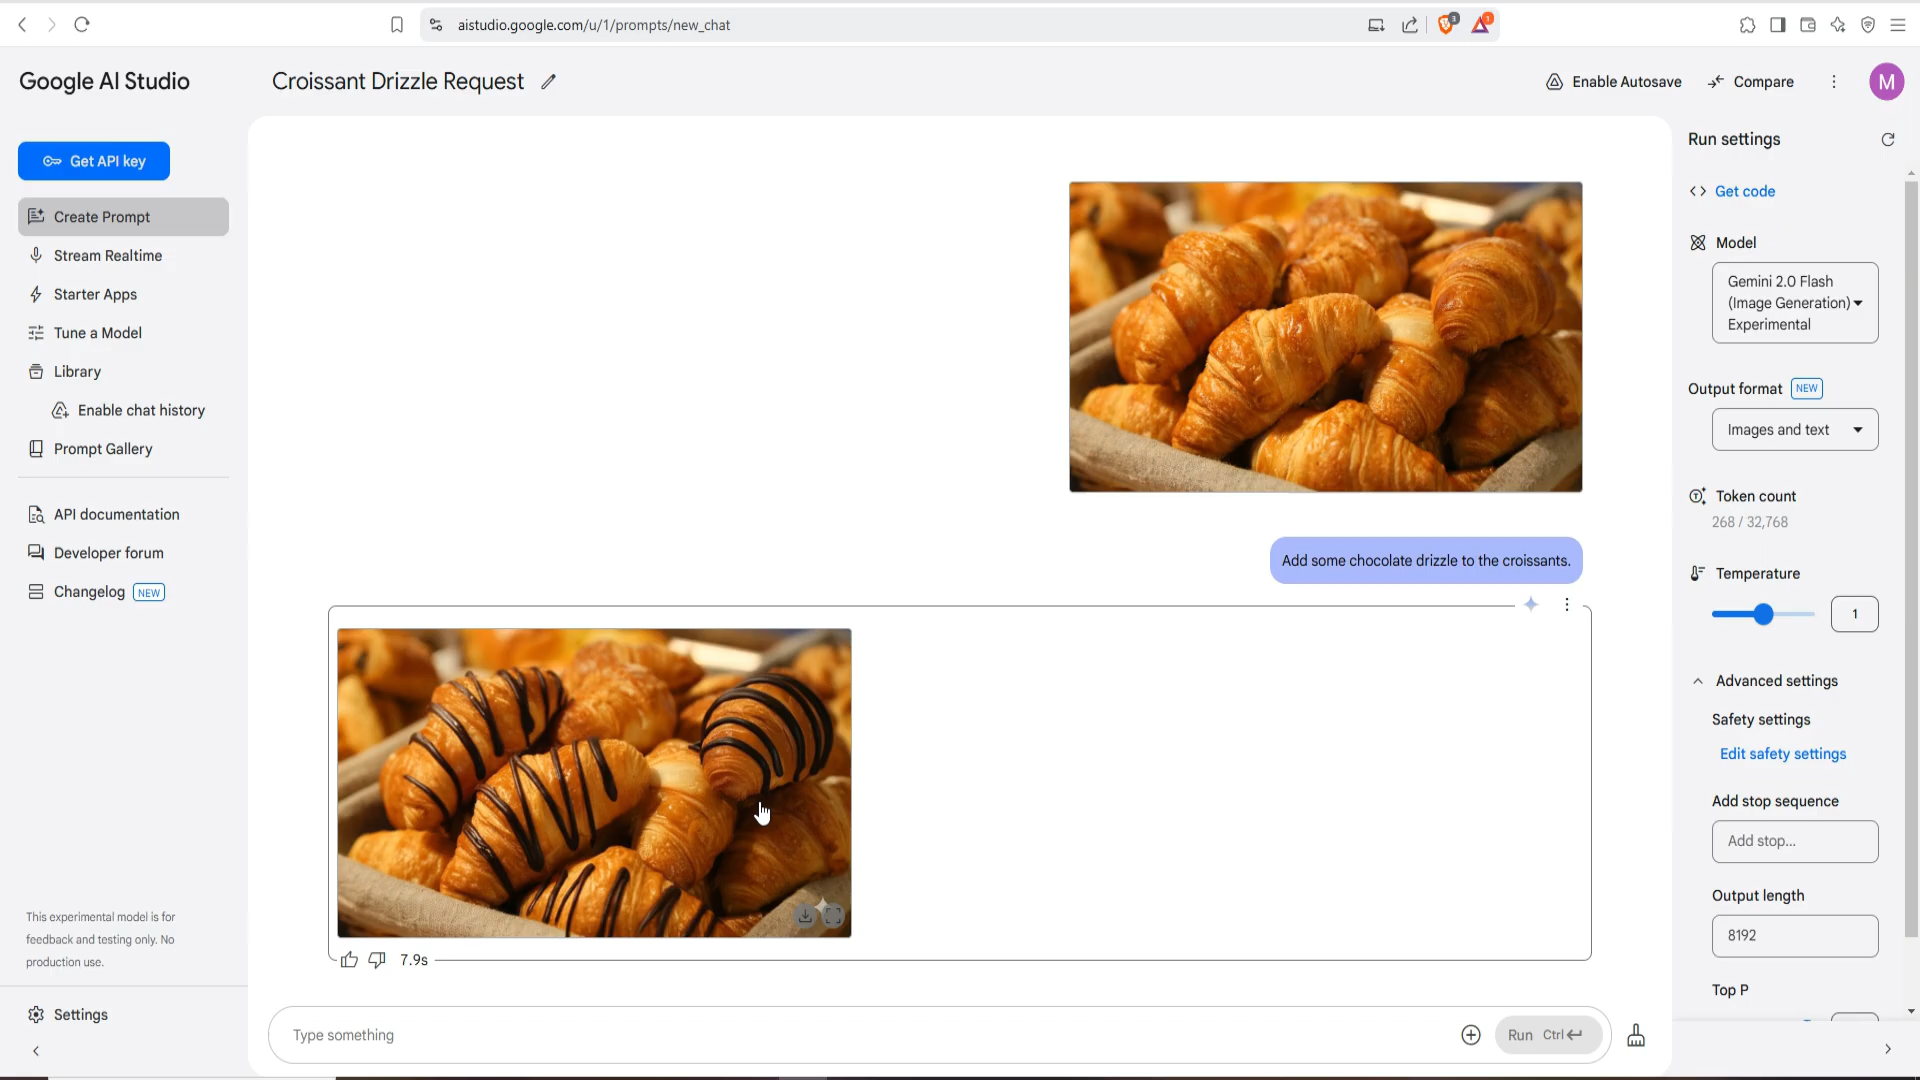 aistudio.google.com/u/1/prompts/new_chat
3
1
Google AI Studio
Croissant Drizzle Request
Enable Autosave
Compare
M
Get API key
Create Prompt
Stream Realtime
Starter Apps
Tune a Model
Library
Enable chat history
Prompt Gallery
API documentation
Developer forum
Changelog NEW
This experimental model is for
feedback and testing only. No
production use.
Settings
Add some chocolate drizzle to the croissants.
7.9s
Type something
Run Ctrl
Run settings
Get code
Model
Gemini 2.0 Flash
(Image Generation)
Experimental
Output format NEW
Images and text
Token count
268 / 32,768
Temperature
1
Advanced settings
Safety settings
Edit safety settings
Add stop sequence
Add stop...
Output length
8192
Top P